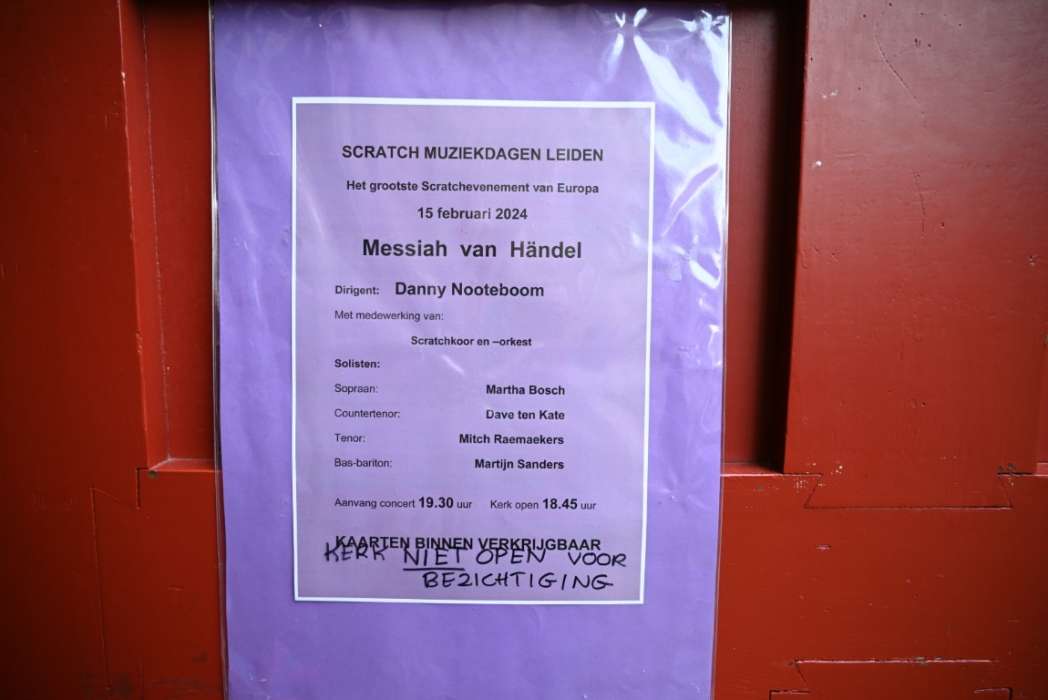 SCRATCH MUZIEKDAGEN LEIDEN
Het grootste Scratchevenement van Europa
15 februari 2024
Messiah van Händel
Dirigent: Danny Nooteboom
Met medewerking van:
Scratchkoor en –orkest
Solisten:
Sopraan: Martha Bosch
Countertenor: Dave ten Kate
Tenor: Mitch Raemaekers
Bas-bariton: Martijn Sanders
Aanvang concert 19.30 uur Kerk open 18.45 uur
KAARTEN BINNEN VERKRIJGBAAR
KERK NIET OPEN VOOR
BEZICHTIGING